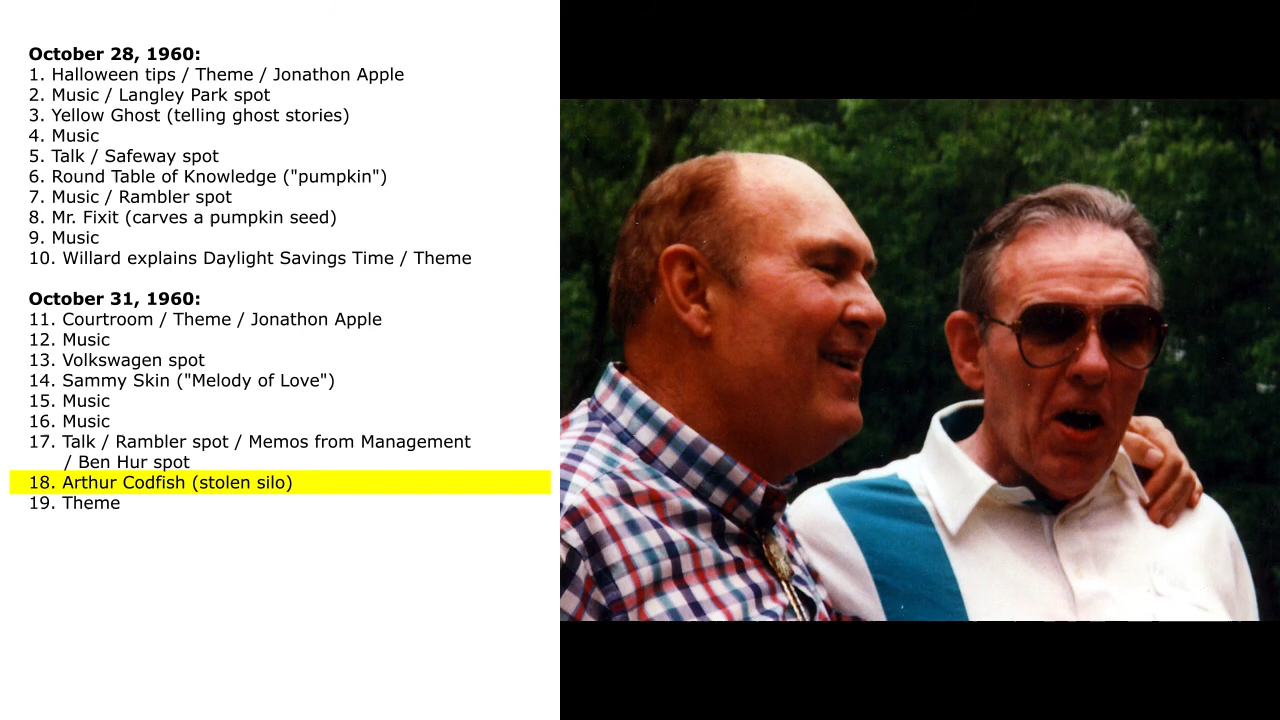 October 28, 1960:
1. Halloween tips / Theme / Jonathon Apple
2. Music / Langley Park spot
3. Yellow Ghost (telling ghost stories)
4. Music
5. Talk / Safeway spot
6. Round Table of Knowledge ("pumpkin")
7. Music / Rambler spot
8. Mr. Fixit (carves a pumpkin seed)
9. Music
10. Willard explains Daylight Savings Time / Theme
October 31, 1960:
11. Courtroom / Theme / Jonathon Apple
12. Music
13. Volkswagen spot
14. Sammy Skin ("Melody of Love")
15. Music
16. Music
17. Talk / Rambler spot / Memos from Management
/ Ben Hur spot
18. Arthur Codfish (stolen silo)
19. Theme